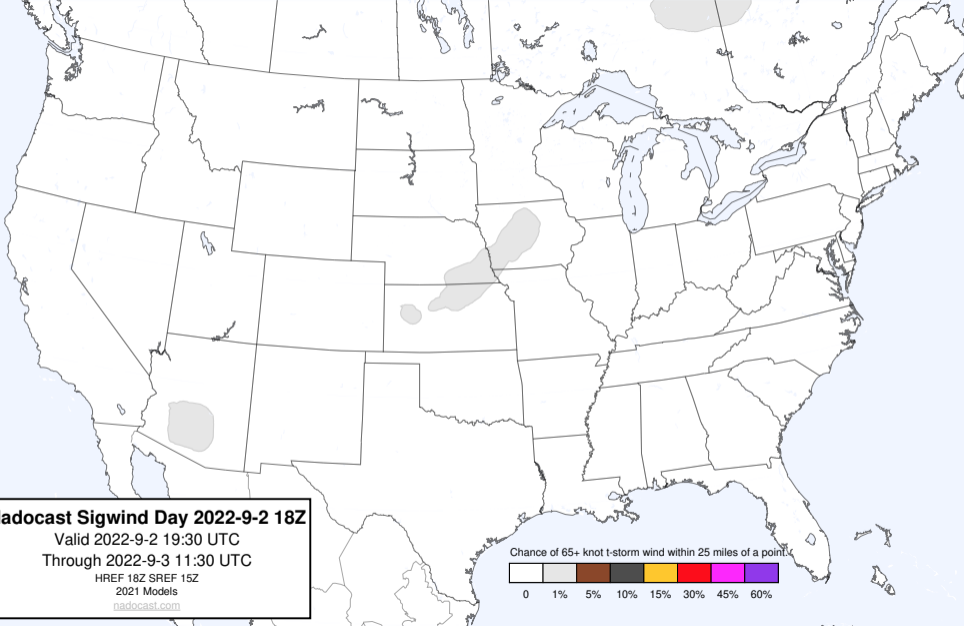 adocast Sigwind Day 2022-9-2 18Z
Valid 2022-9-2 19:30 UTC
Through 2022-9-3 11:30 UTC
HREF 18Z SREF 15Z
2021 Models
nadocast.com
Chance of 65+ knot t-storm wind within 25 miles of a point.
0 1% 5% 10% 15% 30% 45% 60%